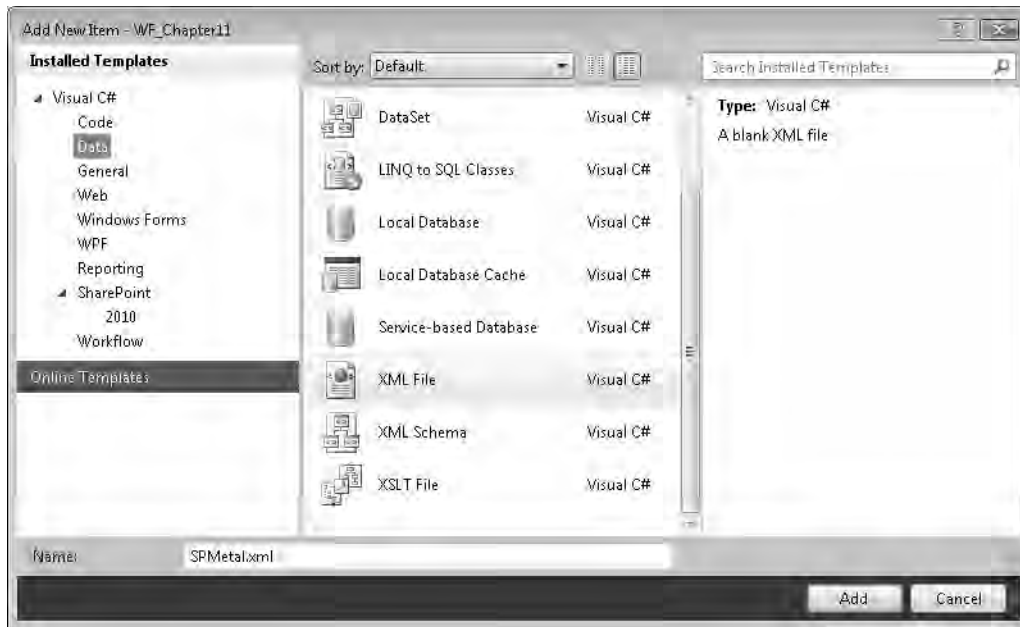 Add New Item - WF_Chapter11
Installed Templates
Visual C#
Code
Data
General
Web
Windows Forms
WPF
Reporting
SharePoint
2010
Workflow
Online Templates
Sort by: Default
DataSet Visual C#
LINQ to SQL Classes Visual C#
Local Database Visual C#
Local Database Cache Visual C#
Service-based Database Visual C#
XML File Visual C#
XML Schema Visual C#
XSLT File Visual C#
Search Installed Templates
Type: Visual C#
A blank XML file
Name: SPMetal.xml
Add Cancel